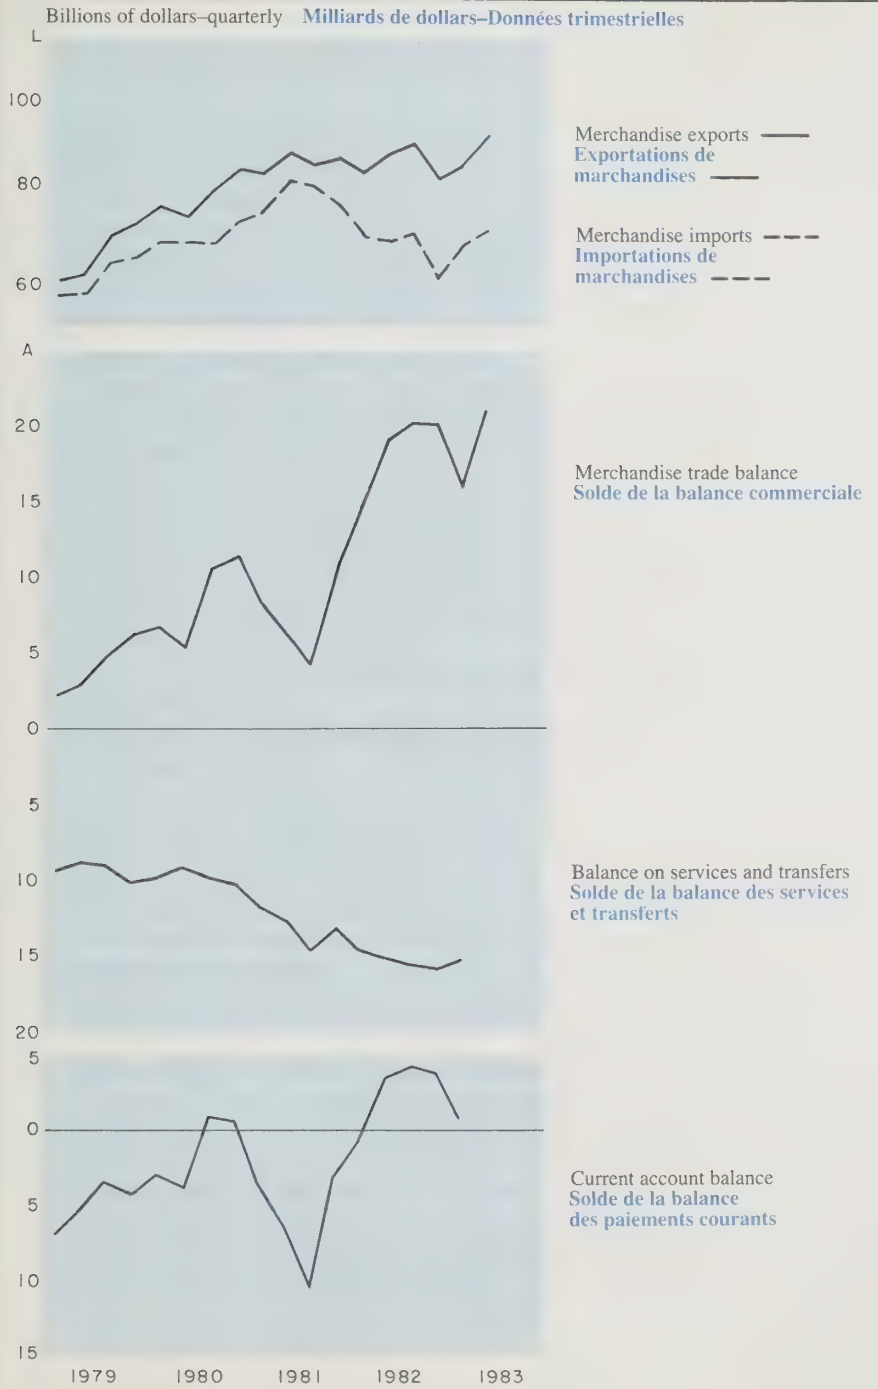 Billions of dollars–quarterly Milliards de dollars–Données trimestrielles
L
100
80
60
Merchandise exports
Exportations de
marchandises
Merchandise imports
Importations de
marchandises
A
20
15
10
5
0
5
10
15
20
Merchandise trade balance
Solde de la balance commerciale
Balance on services and transfers
Solde de la balance des services
et transferts
5
0
5
10
15
Current account balance
Solde de la balance
des paiements courants
1979 1980 1981 1982 1983